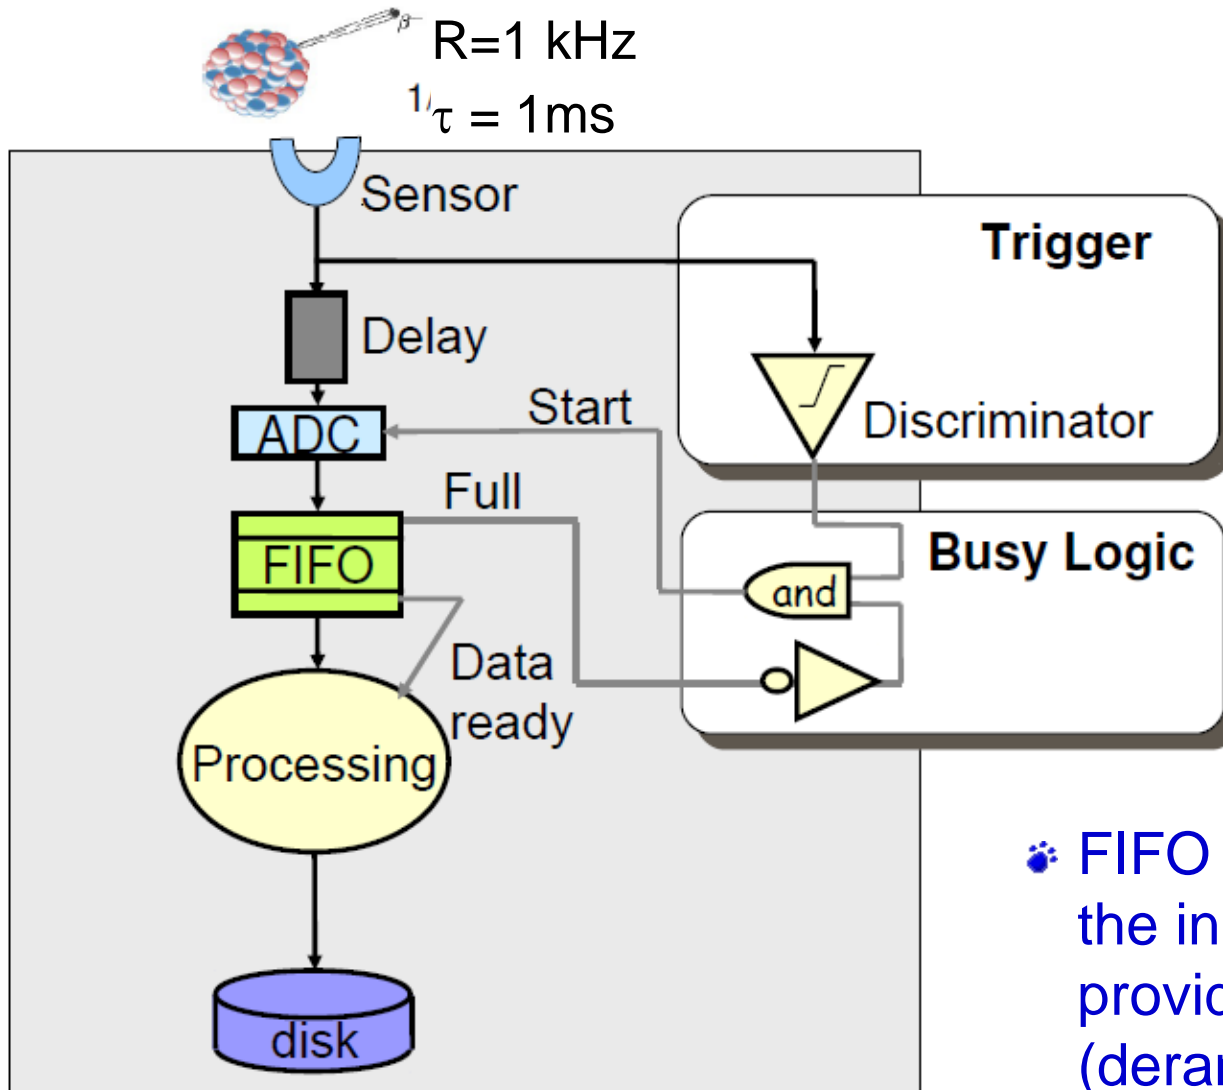 β⁻
R=1 kHz
1/
τ = 1ms
Sensor
Trigger
Delay
Start
ADC
Discriminator
Full
FIFO
Busy Logic
and
Data
ready
Processing
FIFO
the in
provid
(deran
disk